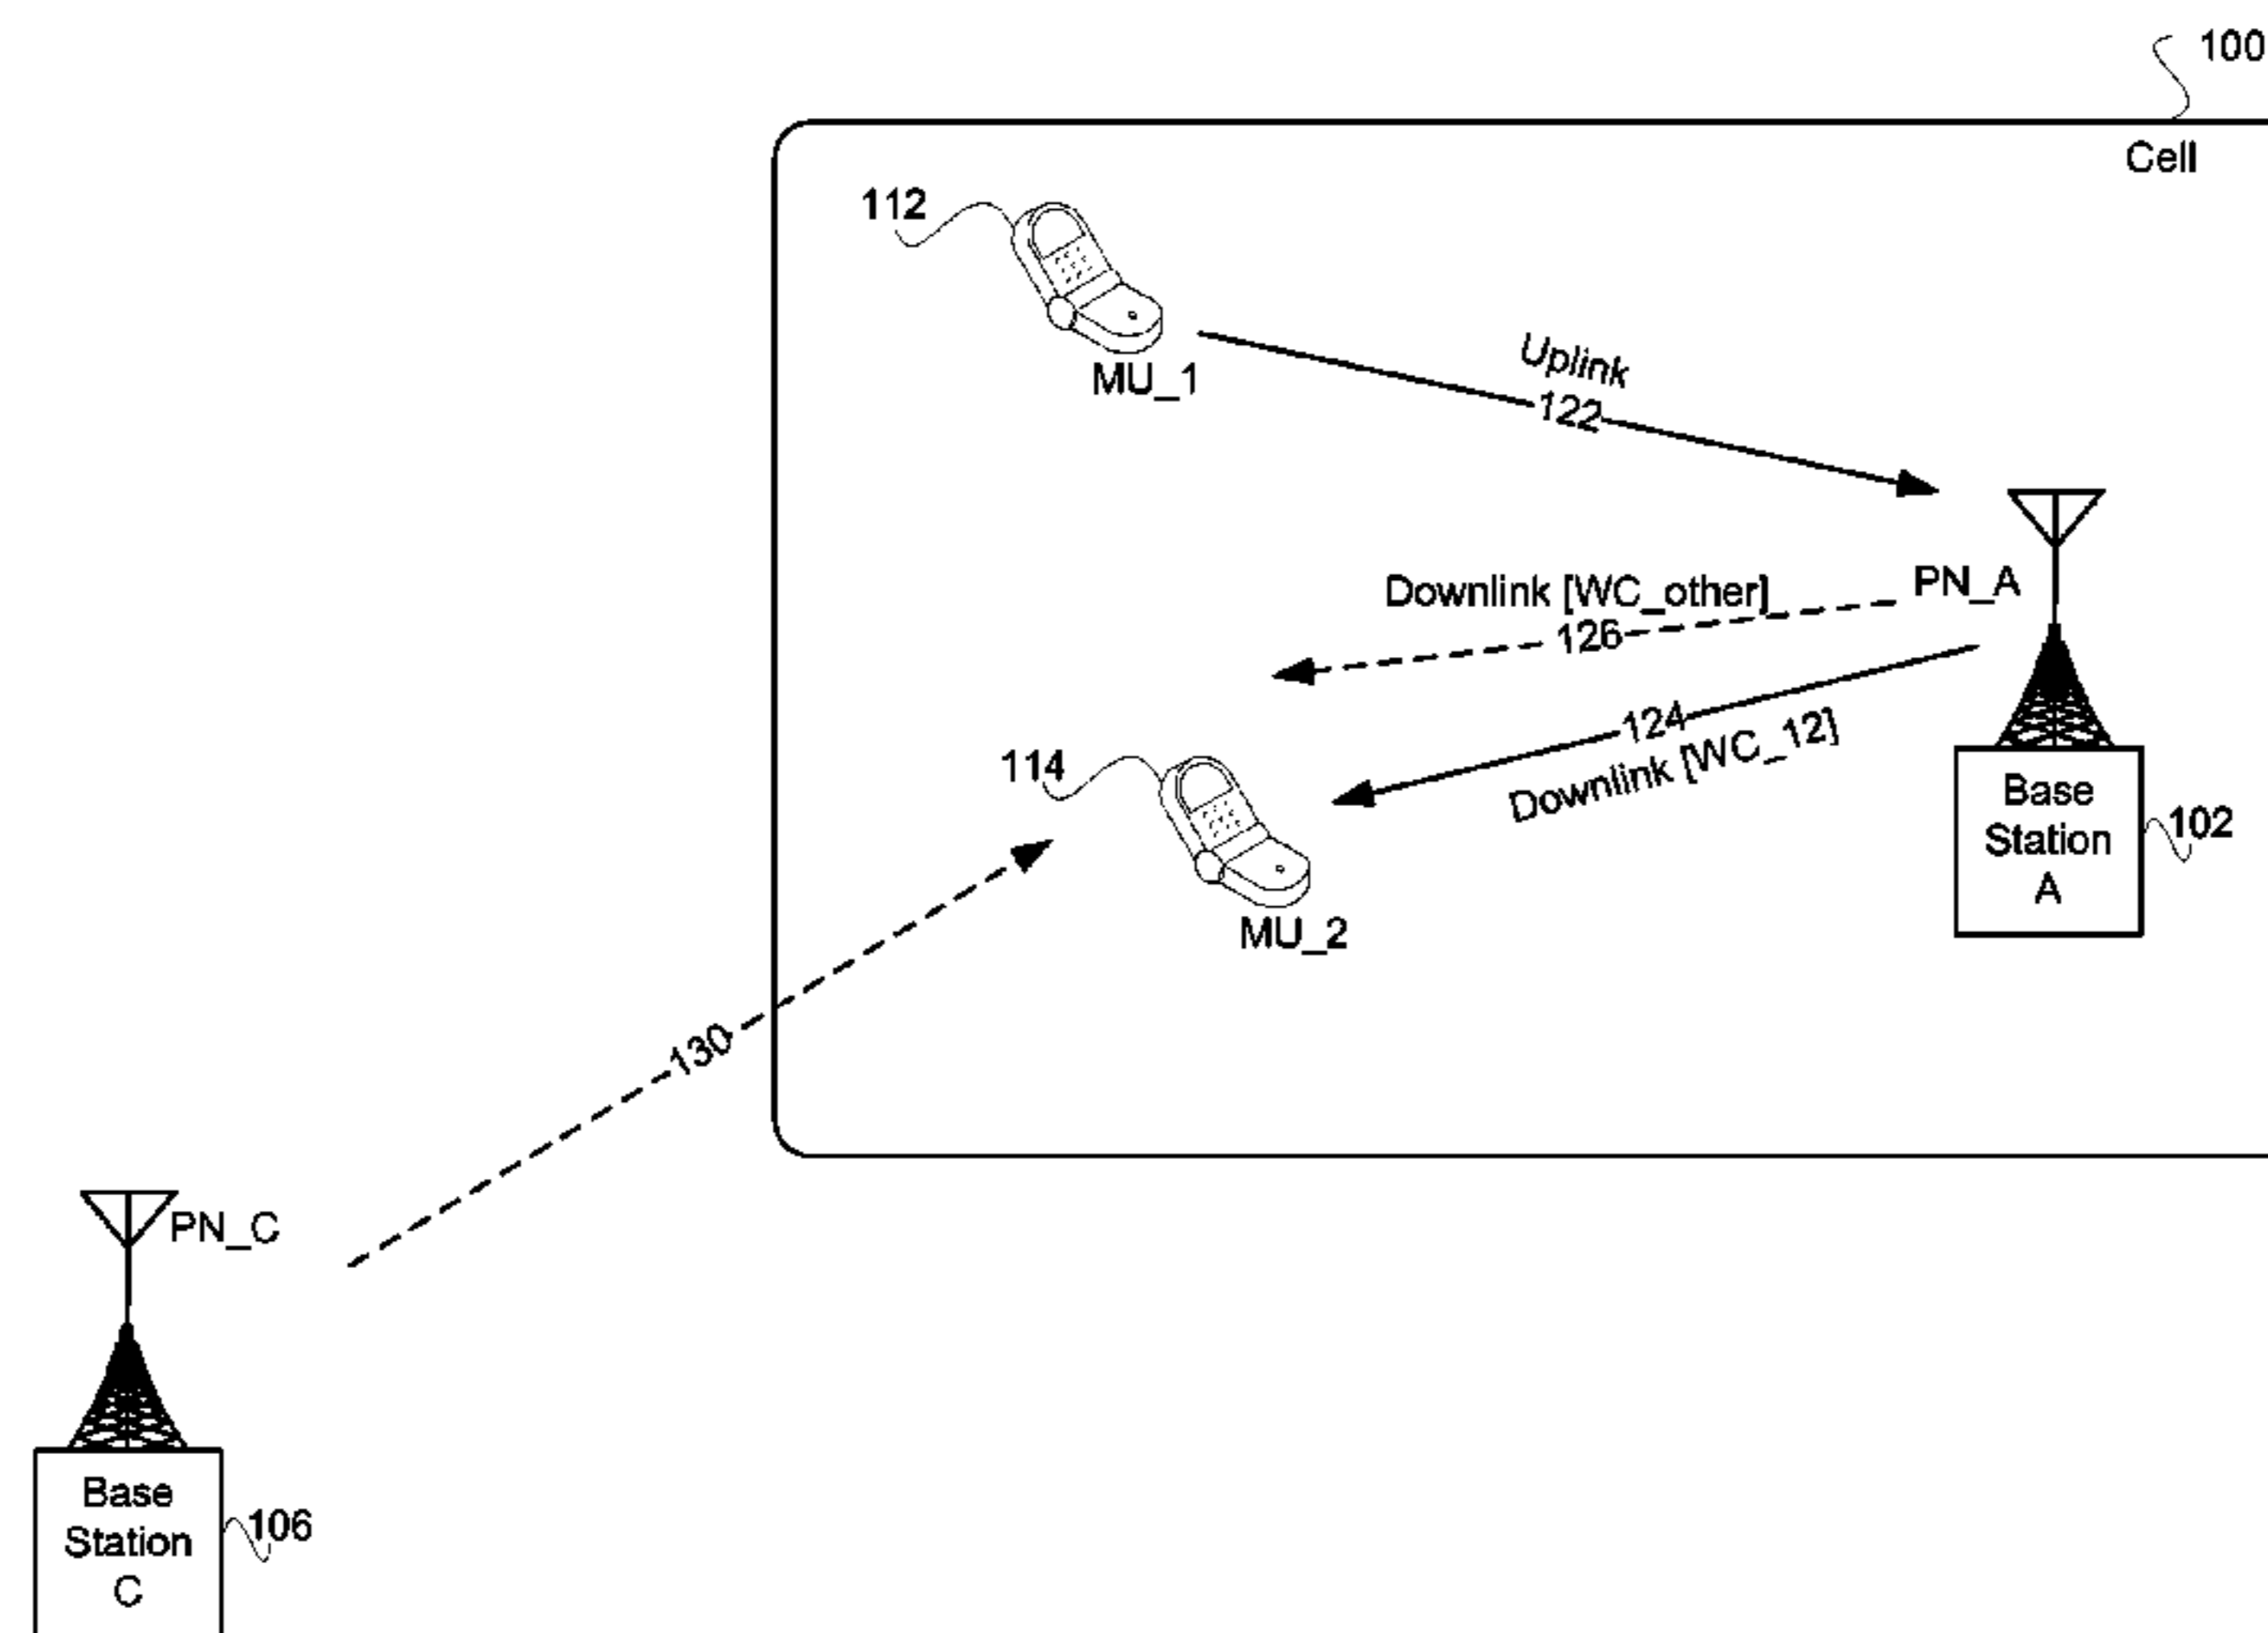 100
Cell
112
MU_1
Uplink
122
Downlink [WC_other]
126
PN_A
124
Downlink [WC_12]
114
MU_2
Base
Station
A
102
130
PN_C
Base
Station
C
106